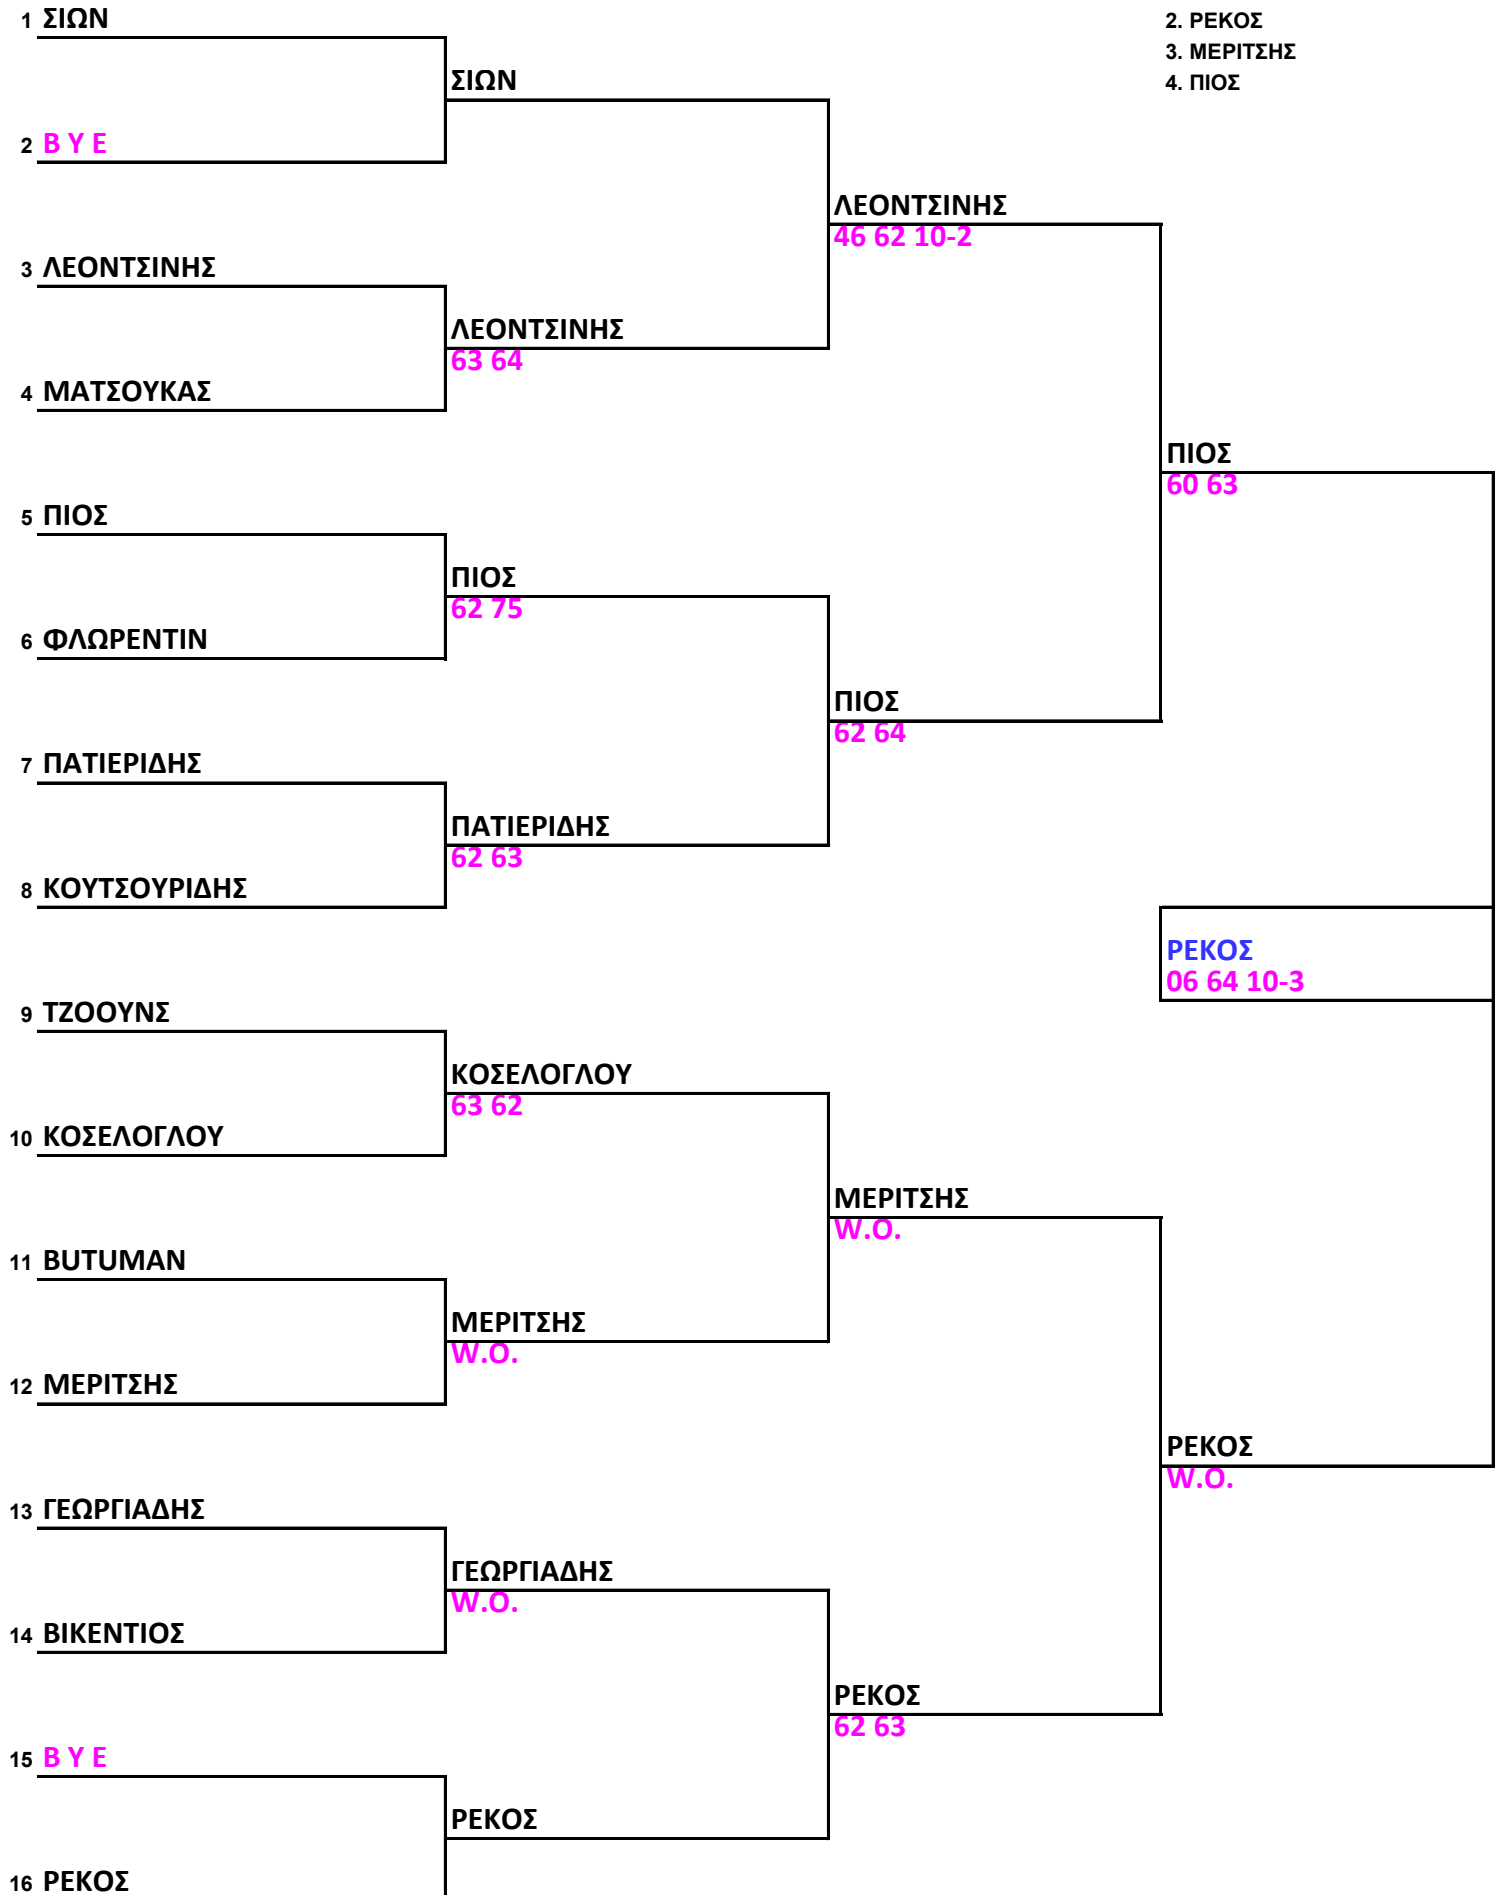 1 ΣΙΩΝ
2. ΡΕΚΟΣ
3. ΜΕΡΙΤΣΗΣ
ΣΙΩΝ
4. ΠΙΟΣ
2 B Y E
ΛΕΟΝΤΣΙΝΗΣ
46 62 10-2
3 ΛΕΟΝΤΣΙΝΗΣ
ΛΕΟΝΤΣΙΝΗΣ
63 64
4 ΜΑΤΣΟΥΚΑΣ
ΠΙΟΣ
60 63
5 ΠΙΟΣ
ΠΙΟΣ
62 75
6 ΦΛΩΡΕΝΤΙΝ
ΠΙΟΣ
62 64
7 ΠΑΤΙΕΡΙΔΗΣ
ΠΑΤΙΕΡΙΔΗΣ
62 63
8 ΚΟΥΤΣΟΥΡΙΔΗΣ
ΡΕΚΟΣ
06 64 10-3
9 ΤΖΟΟΥΝΣ
ΚΟΣΕΛΟΓΛΟΥ
63 62
10 ΚΟΣΕΛΟΓΛΟΥ
ΜΕΡΙΤΣΗΣ
W.O.
11 BUTUMAN
ΜΕΡΙΤΣΗΣ
W.O.
12 ΜΕΡΙΤΣΗΣ
ΡΕΚΟΣ
W.O.
13 ΓΕΩΡΓΙΑΔΗΣ
ΓΕΩΡΓΙΑΔΗΣ
W.O.
14 ΒΙΚΕΝΤΙΟΣ
ΡΕΚΟΣ
62 63
15 B Y E
ΡΕΚΟΣ
16 ΡΕΚΟΣ